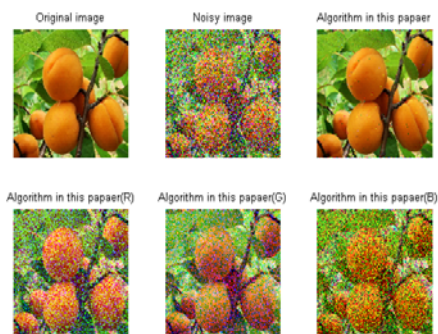 Original image
Noisy image
Algorithm in this papaer
Algorithm in this papaer(R)
Algorithm in this papaer(G)
Algorithm in this papaer(B)